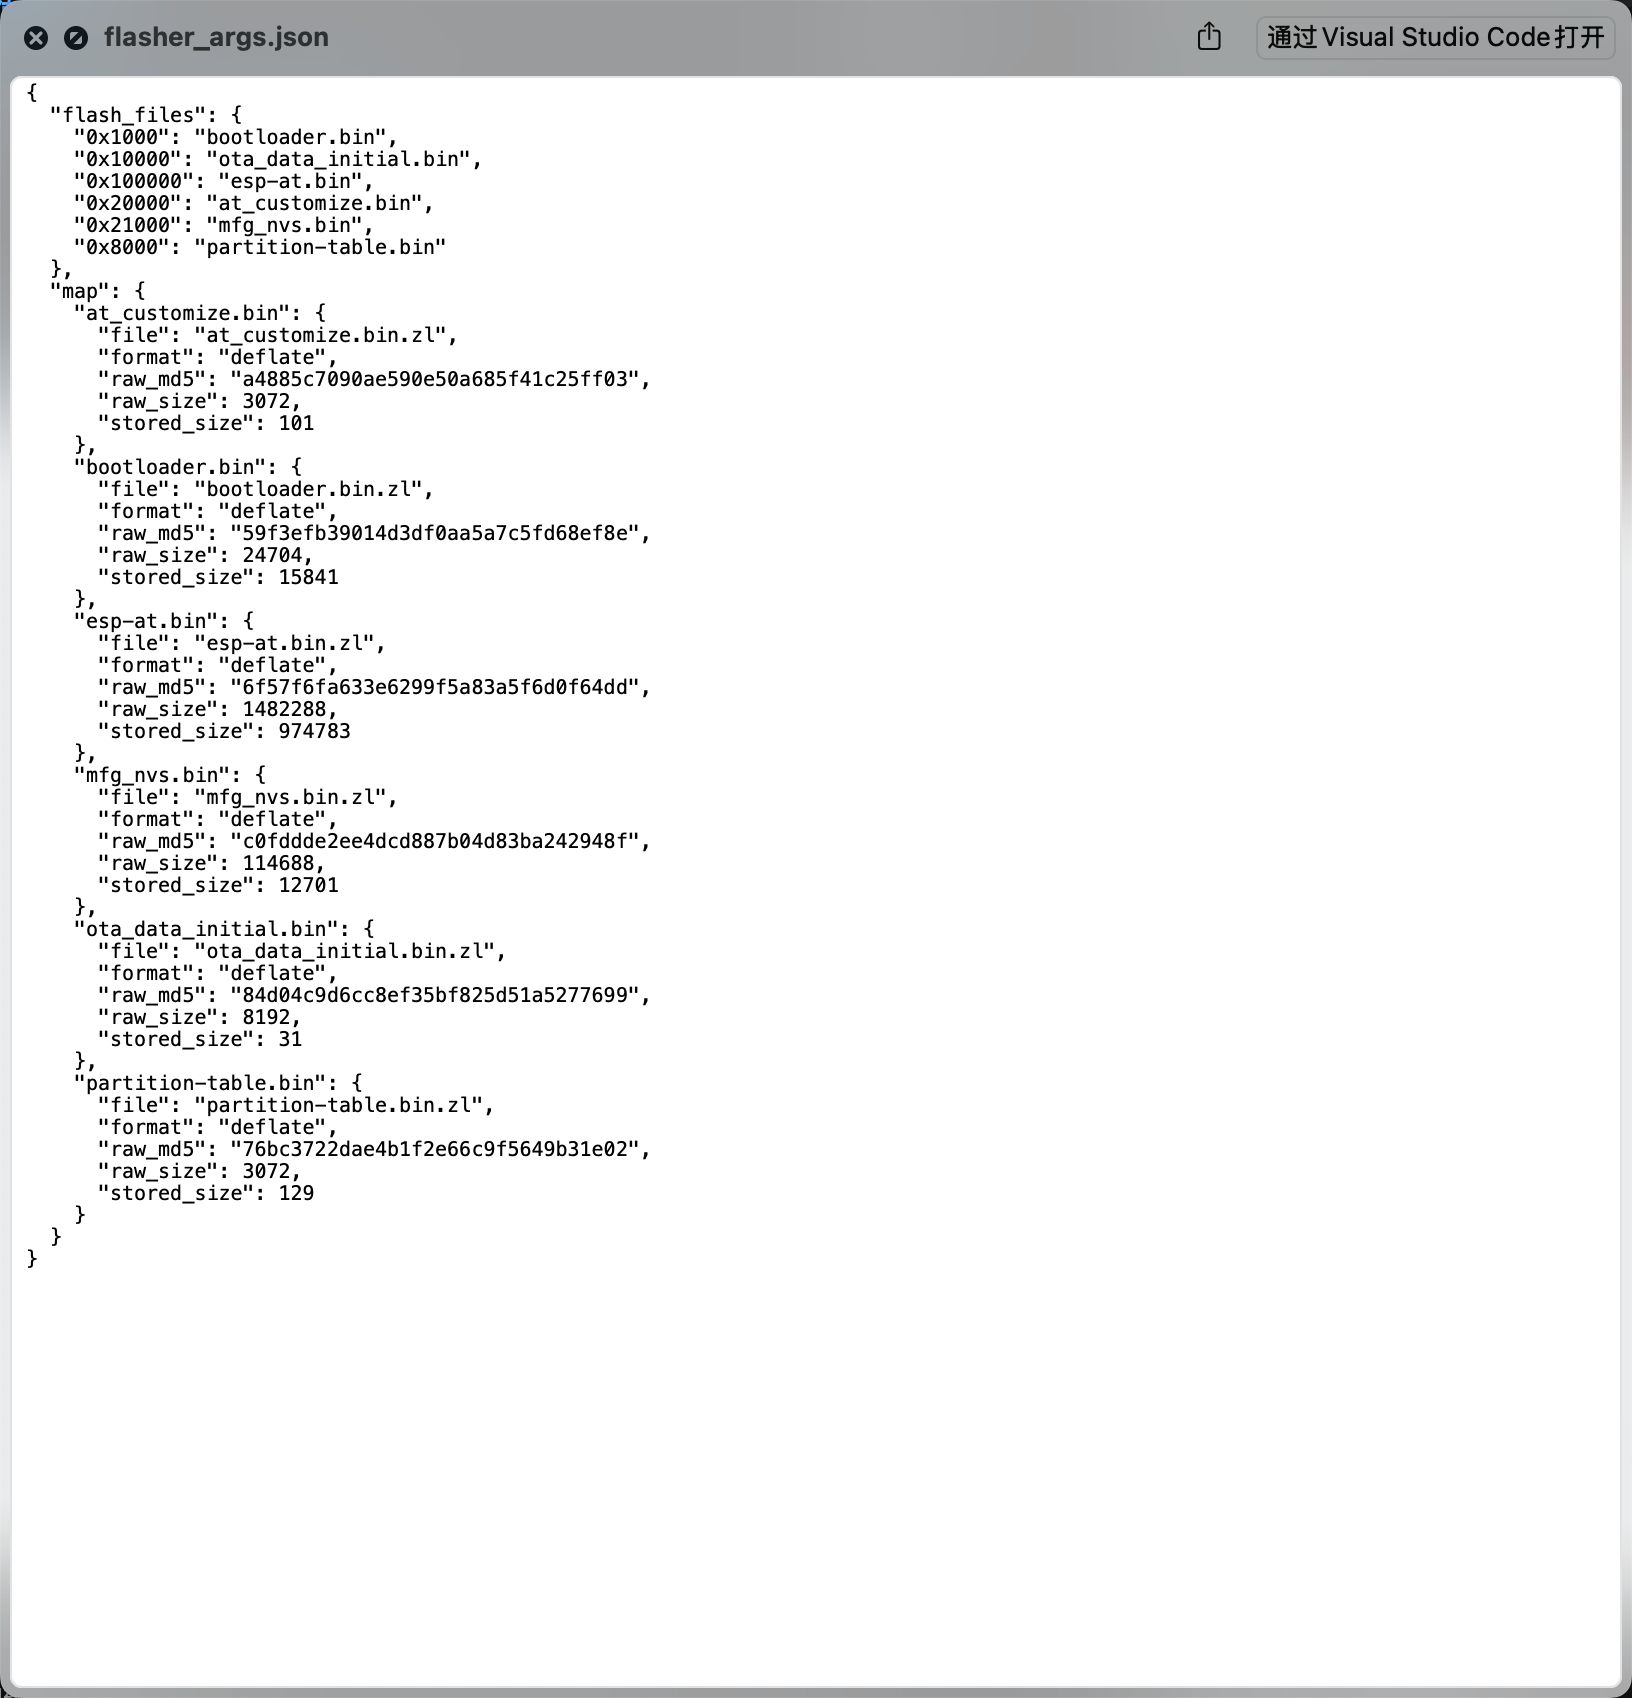 flasher_args.json
通过Visual Studio Code打开
{
  "flash_files": {
    "0x1000": "bootloader.bin",
    "0x10000": "ota_data_initial.bin",
    "0x100000": "esp-at.bin",
    "0x20000": "at_customize.bin",
    "0x21000": "mfg_nvs.bin",
    "0x8000": "partition-table.bin"
  },
  "map": {
    "at_customize.bin": {
      "file": "at_customize.bin.zl",
      "format": "deflate",
      "raw_md5": "a4885c7090ae590e50a685f41c25ff03",
      "raw_size": 3072,
      "stored_size": 101
    },
    "bootloader.bin": {
      "file": "bootloader.bin.zl",
      "format": "deflate",
      "raw_md5": "59f3efb39014d3df0aa5a7c5fd68ef8e",
      "raw_size": 24704,
      "stored_size": 15841
    },
    "esp-at.bin": {
      "file": "esp-at.bin.zl",
      "format": "deflate",
      "raw_md5": "6f57f6fa633e6299f5a83a5f6d0f64dd",
      "raw_size": 1482288,
      "stored_size": 974783
    },
    "mfg_nvs.bin": {
      "file": "mfg_nvs.bin.zl",
      "format": "deflate",
      "raw_md5": "c0fddde2ee4dcd887b04d83ba242948f",
      "raw_size": 114688,
      "stored_size": 12701
    },
    "ota_data_initial.bin": {
      "file": "ota_data_initial.bin.zl",
      "format": "deflate",
      "raw_md5": "84d04c9d6cc8ef35bf825d51a5277699",
      "raw_size": 8192,
      "stored_size": 31
    },
    "partition-table.bin": {
      "file": "partition-table.bin.zl",
      "format": "deflate",
      "raw_md5": "76bc3722dae4b1f2e66c9f5649b31e02",
      "raw_size": 3072,
      "stored_size": 129
    }
  }
}